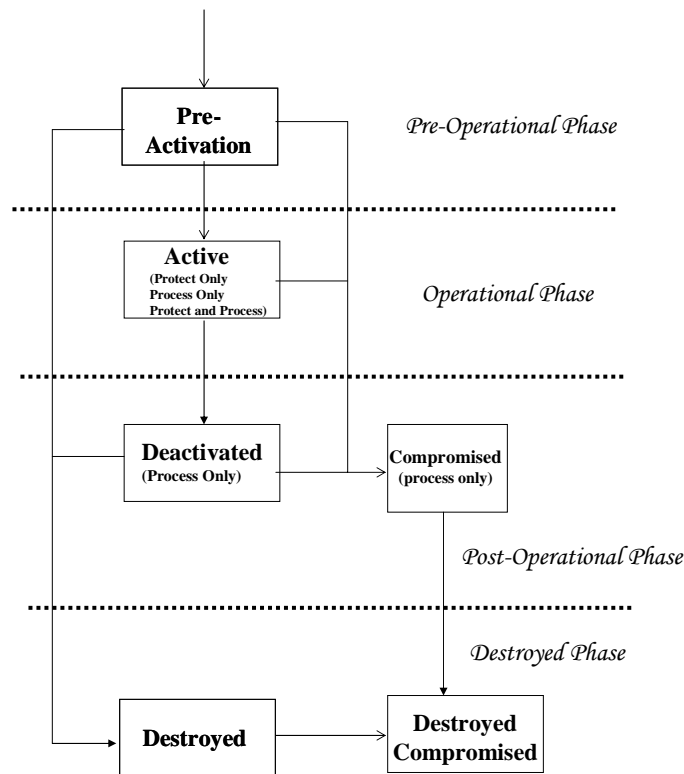 Pre-
Activation
Pre-Operational Phase
Active
(Protect Only
Process Only
Protect and Process)
Operational Phase
Deactivated
(Process Only)
Compromised
(process only)
Post-Operational Phase
Destroyed Phase
Destroyed
Destroyed
Compromised